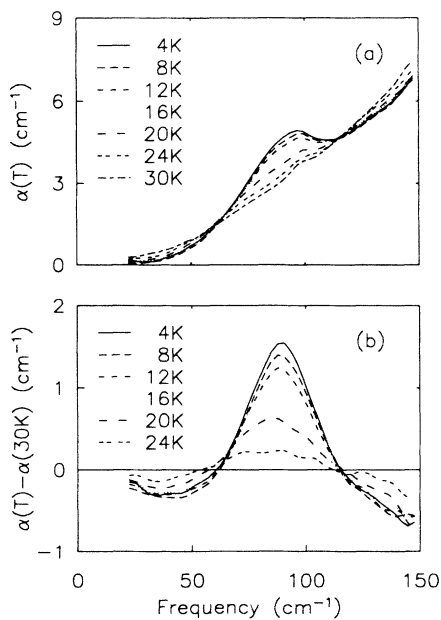 9
6
3
0
α(T) (cm⁻¹)
(a)
4K
8K
12K
16K
20K
24K
30K
2
1
0
−1
α(T)−α(30K) (cm⁻¹)
(b)
4K
8K
12K
16K
20K
24K
0 50 100 150
Frequency (cm⁻¹)